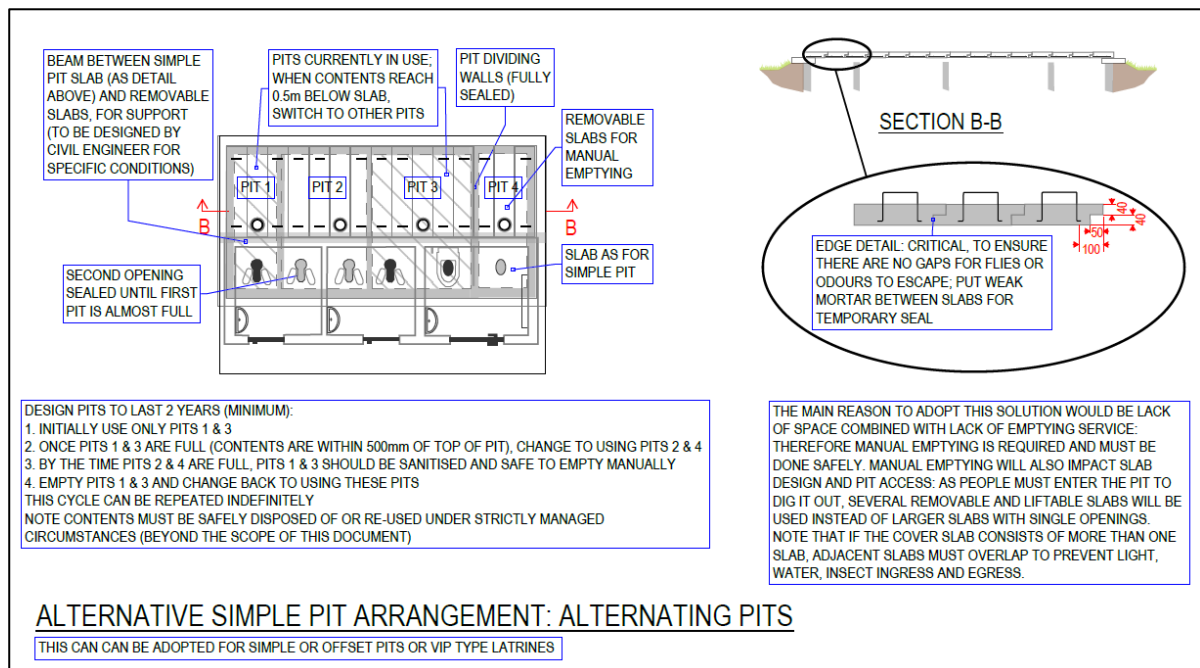 BEAM BETWEEN SIMPLE
PIT SLAB (AS DETAIL
ABOVE) AND REMOVABLE
SLABS, FOR SUPPORT
(TO BE DESIGNED BY
CIVIL ENGINEER FOR
SPECIFIC CONDITIONS)
PITS CURRENTLY IN USE;
WHEN CONTENTS REACH
0.5m BELOW SLAB,
SWITCH TO OTHER PITS
PIT DIVIDING
WALLS (FULLY
SEALED)
REMOVABLE
SLABS FOR
MANUAL
EMPTYING
PIT 1
PIT 2
PIT 3
PIT 4
B
B
SECOND OPENING
SEALED UNTIL FIRST
PIT IS ALMOST FULL
SLAB AS FOR
SIMPLE PIT
SECTION B-B
40
40
50
100
EDGE DETAIL: CRITICAL, TO ENSURE
THERE ARE NO GAPS FOR FLIES OR
ODOURS TO ESCAPE; PUT WEAK
MORTAR BETWEEN SLABS FOR
TEMPORARY SEAL
DESIGN PITS TO LAST 2 YEARS (MINIMUM):
1. INITIALLY USE ONLY PITS 1 & 3
2. ONCE PITS 1 & 3 ARE FULL (CONTENTS ARE WITHIN 500mm OF TOP OF PIT), CHANGE TO USING PITS 2 & 4
3. BY THE TIME PITS 2 & 4 ARE FULL, PITS 1 & 3 SHOULD BE SANITISED AND SAFE TO EMPTY MANUALLY
4. EMPTY PITS 1 & 3 AND CHANGE BACK TO USING THESE PITS
THIS CYCLE CAN BE REPEATED INDEFINITELY
NOTE CONTENTS MUST BE SAFELY DISPOSED OF OR RE-USED UNDER STRICTLY MANAGED
CIRCUMSTANCES (BEYOND THE SCOPE OF THIS DOCUMENT)
THE MAIN REASON TO ADOPT THIS SOLUTION WOULD BE LACK
OF SPACE COMBINED WITH LACK OF EMPTYING SERVICE:
THEREFORE MANUAL EMPTYING IS REQUIRED AND MUST BE
DONE SAFELY. MANUAL EMPTYING WILL ALSO IMPACT SLAB
DESIGN AND PIT ACCESS: AS PEOPLE MUST ENTER THE PIT TO
DIG IT OUT, SEVERAL REMOVABLE AND LIFTABLE SLABS WILL BE
USED INSTEAD OF LARGER SLABS WITH SINGLE OPENINGS.
NOTE THAT IF THE COVER SLAB CONSISTS OF MORE THAN ONE
SLAB, ADJACENT SLABS MUST OVERLAP TO PREVENT LIGHT,
WATER, INSECT INGRESS AND EGRESS.
ALTERNATIVE SIMPLE PIT ARRANGEMENT: ALTERNATING PITS
THIS CAN CAN BE ADOPTED FOR SIMPLE OR OFFSET PITS OR VIP TYPE LATRINES